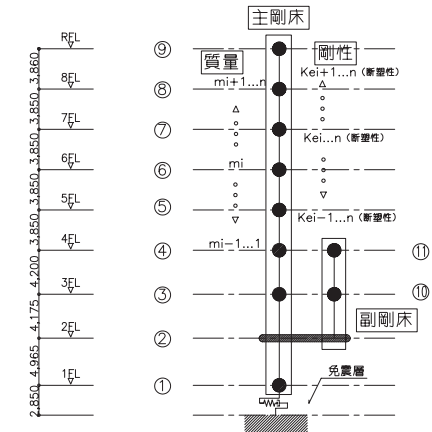 主剛床
質量
剛性
RFL
⑨
3.860
8FL
⑧
mi+1...n
Kei+1...n (断塑性)
3.850
7FL
⑦
Kei...n (断塑性)
3.850
6FL
⑥
mi
3.850
5FL
⑤
Kei-1...n (断塑性)
3.850
4FL
④
mi-1...1
⑪
4.200
3FL
③
⑩
4.175
副剛床
2FL
②
4.965
1FL
①
免震層
2.850